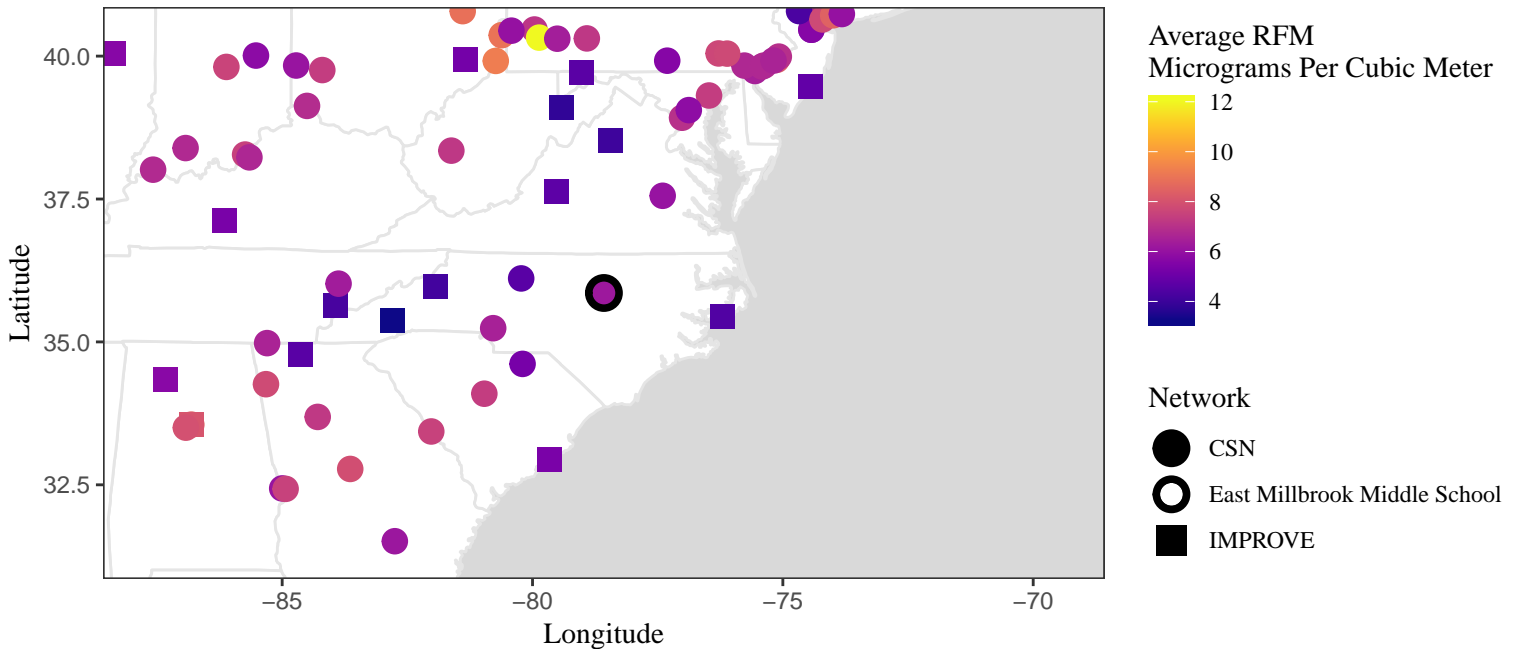 40.0
37.5
35.0
32.5
Latitude
−85
−80
−75
−70
Longitude
Average RFM
Micrograms Per Cubic Meter
12
10
8
6
4
Network
CSN
East Millbrook Middle School
IMPROVE